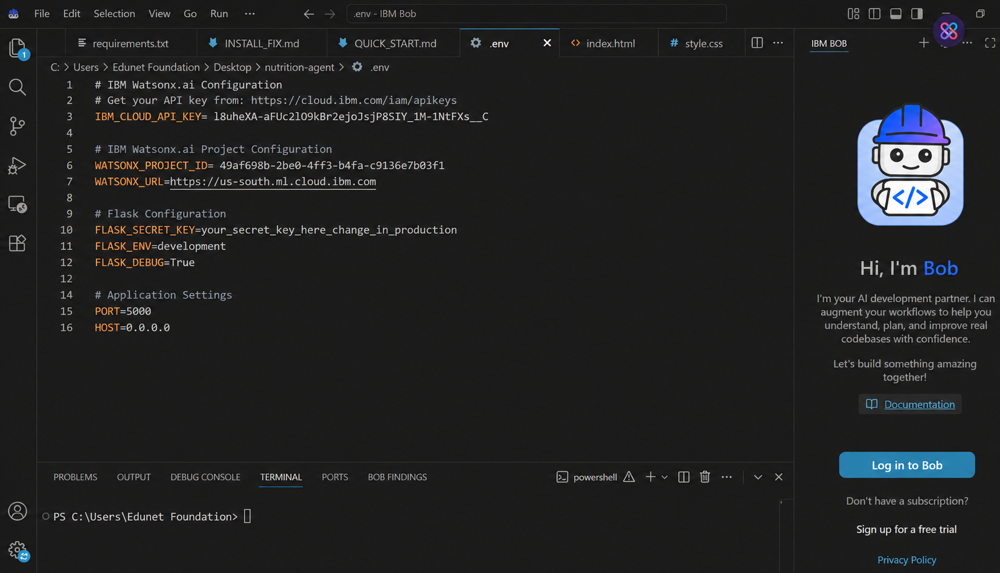 File Edit Selection View Go Run ···
.env - IBM Bob
requirements.txt INSTALL_FIX.md QUICK_START.md .env index.html style.css
IBM BOB
1
C: > Users > Edunet Foundation > Desktop > nutrition-agent > .env
1 # IBM Watsonx.ai Configuration
2 # Get your API key from: https://cloud.ibm.com/iam/apikeys
3 IBM_CLOUD_API_KEY= l8uheXA-aFUc2lO9kBr2ejoJsjP8SIY_1M-1NtFXs__C
4
5 # IBM Watsonx.ai Project Configuration
6 WATSONX_PROJECT_ID= 49af698b-2be0-4ff3-b4fa-c9136e7b03f1
7 WATSONX_URL=https://us-south.ml.cloud.ibm.com
8
9 # Flask Configuration
10 FLASK_SECRET_KEY=your_secret_key_here_change_in_production
11 FLASK_ENV=development
12 FLASK_DEBUG=True
12
14 # Application Settings
15 PORT=5000
16 HOST=0.0.0.0
</>
Hi, I'm Bob
I'm your AI development partner. I can
augment your workflows to help you
understand, plan, and improve real
codebases with confidence.
Let's build something amazing
together!
Documentation
Log in to Bob
Don't have a subscription?
Sign up for a free trial
Privacy Policy
PROBLEMS OUTPUT DEBUG CONSOLE TERMINAL PORTS BOB FINDINGS
powershell
PS C:\Users\Edunet Foundation>